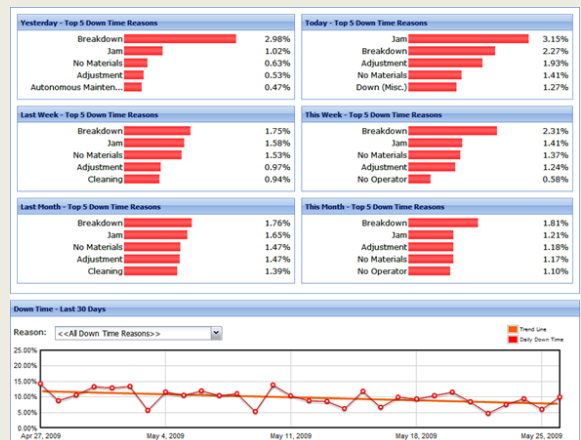 Yesterday - Top 5 Down Time Reasons
Breakdown 2.98%
Jam 1.02%
No Materials 0.63%
Adjustment 0.53%
Autonomous Mainten... 0.47%
Today - Top 5 Down Time Reasons
Jam 3.15%
Breakdown 2.27%
Adjustment 1.93%
No Materials 1.41%
Down (Misc.) 1.27%
Last Week - Top 5 Down Time Reasons
Breakdown 1.75%
Jam 1.58%
No Materials 1.53%
Adjustment 0.97%
Cleaning 0.94%
This Week - Top 5 Down Time Reasons
Breakdown 2.31%
Jam 1.41%
No Materials 1.37%
Adjustment 1.24%
No Operator 0.58%
Last Month - Top 5 Down Time Reasons
Breakdown 1.76%
Jam 1.65%
No Materials 1.47%
Adjustment 1.47%
Cleaning 1.39%
This Month - Top 5 Down Time Reasons
Breakdown 1.81%
Jam 1.21%
Adjustment 1.18%
No Materials 1.17%
No Operator 1.10%
Down Time - Last 30 Days
Reason: <<All Down Time Reasons>>
Trend Line
Daily Down Time
25.00%
20.00%
15.00%
10.00%
5.00%
0.00%
Apr 27, 2009 May 4, 2009 May 11, 2009 May 18, 2009 May 25, 2009